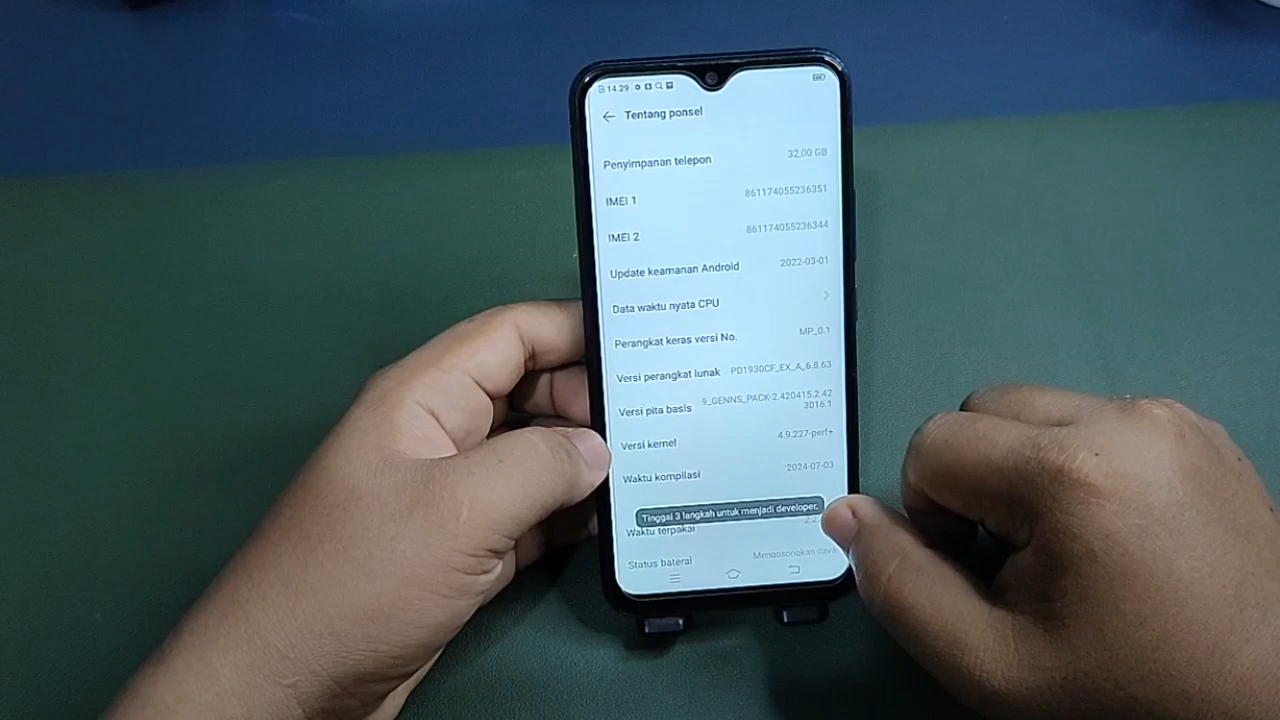 14.29
Tentang ponsel
Penyimpanan telepon 32,00 GB
IMEI 1 861174055236351
IMEI 2 861174055236344
Update keamanan Android 2022-03-01
Data waktu nyata CPU
Perangkat keras versi No. MP_0.1
Versi perangkat lunak PD1930CF_EX_A_6.8.63
Versi pita basis 9_GENNS_PACK-2.420415.2.42
3016.1
Versi kernel 4.9.227-perf+
Waktu kompilasi 2024-07-03
Tinggal 3 langkah untuk menjadi developer.
Waktu terpakai
Status baterai Mengosongkan daya